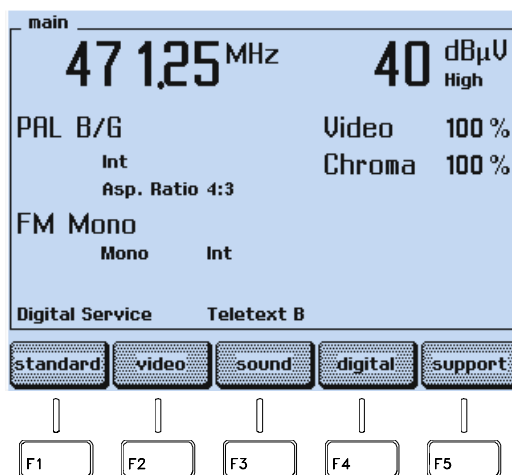 main
471.25 MHz 40 dBµV
High
PAL B/G Video 100 %
Int Chroma 100 %
Asp. Ratio 4:3
FM Mono
Mono Int
Digital Service Teletext B
standard video sound digital support
F1 F2 F3 F4 F5